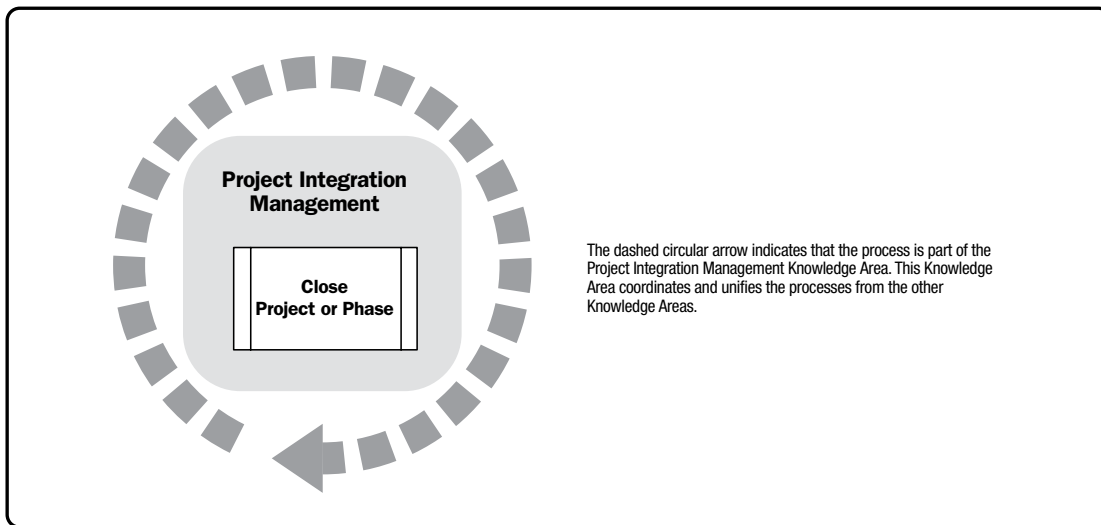 Project Integration
Management
Close
Project or Phase
The dashed circular arrow indicates that the process is part of the
Project Integration Management Knowledge Area. This Knowledge
Area coordinates and unifies the processes from the other
Knowledge Areas.